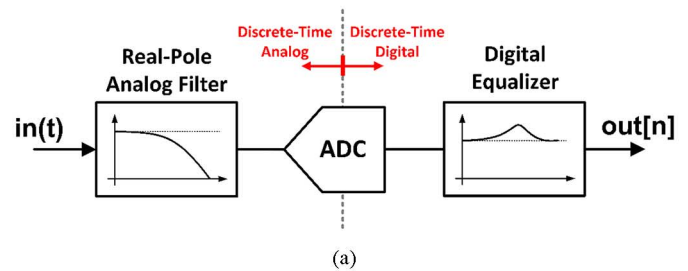 Discrete-Time Analog
Discrete-Time Digital
Real-Pole
Analog Filter
Digital
Equalizer
in(t)
ADC
out[n]
(a)